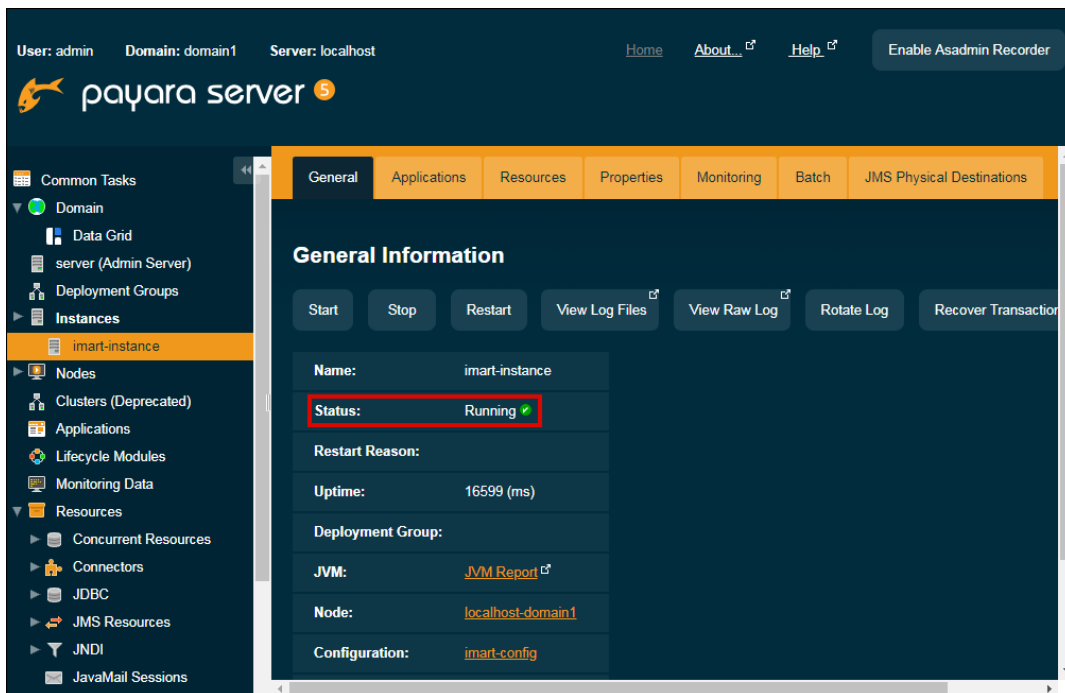 User: admin Domain: domain1 Server: localhost Home About... Help Enable Asadmin Recorder
payara server 5
Common Tasks
Domain
Data Grid
server (Admin Server)
Deployment Groups
Instances
imart-instance
Nodes
Clusters (Deprecated)
Applications
Lifecycle Modules
Monitoring Data
Resources
Concurrent Resources
Connectors
JDBC
JMS Resources
JNDI
JavaMail Sessions
General Applications Resources Properties Monitoring Batch JMS Physical Destinations
General Information
Start Stop Restart View Log Files View Raw Log Rotate Log Recover Transaction
Name: imart-instance
Status: Running
Restart Reason:
Uptime: 16599 (ms)
Deployment Group:
JVM: JVM Report
Node: localhost-domain1
Configuration: imart-config